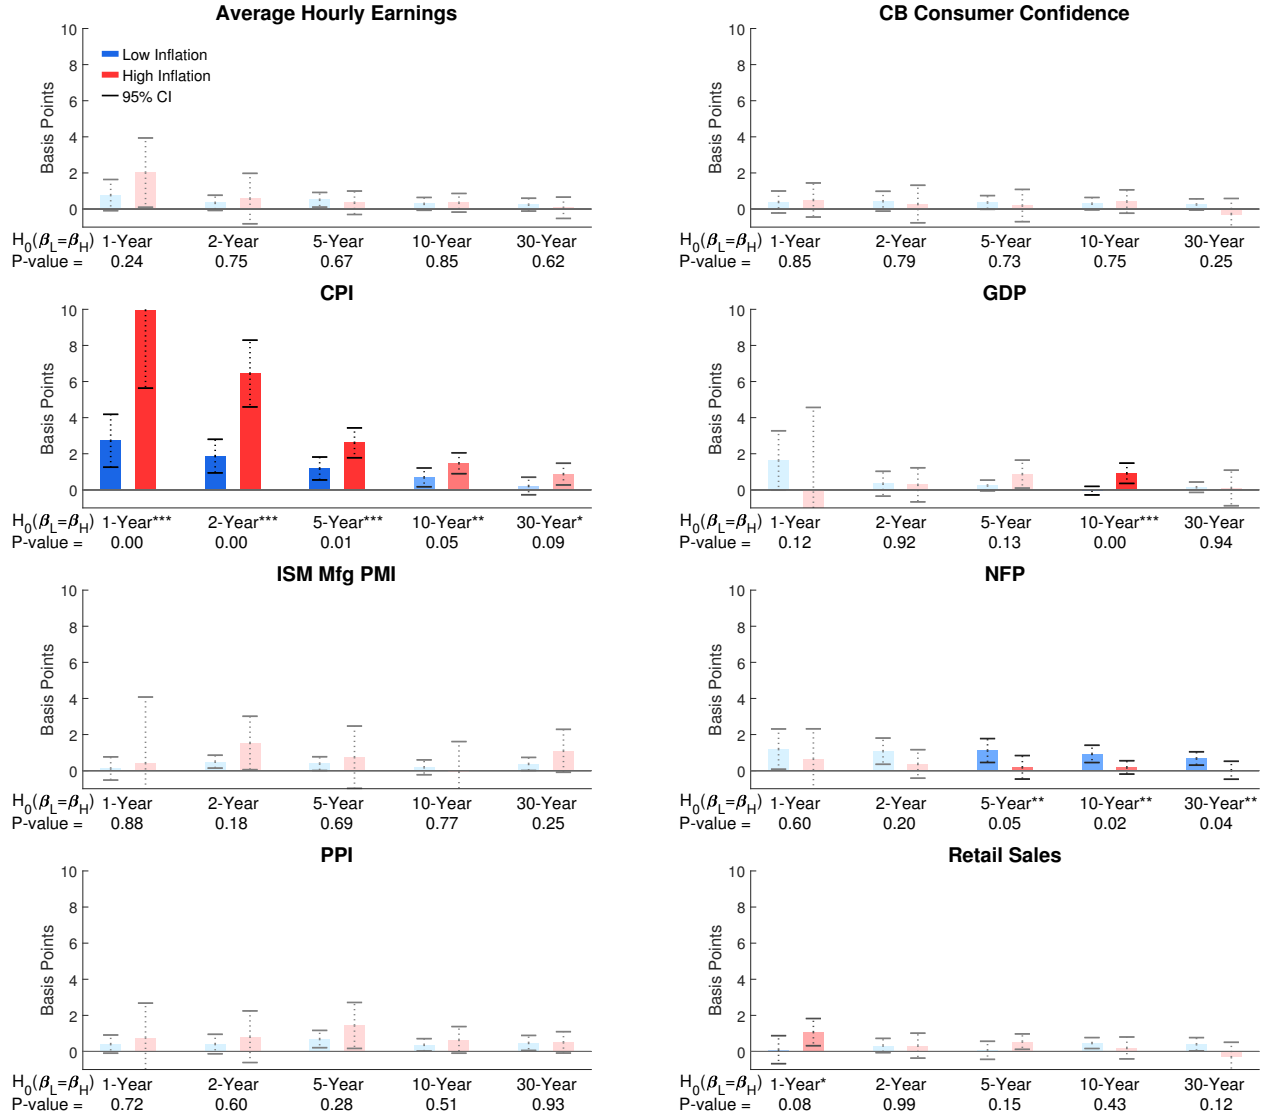 Average Hourly Earnings
10
8
6
4
2
0
Basis Points
Low Inflation
High Inflation
95% CI
H0(βL=βH) 1-Year 2-Year 5-Year 10-Year 30-Year
P-value = 0.24 0.75 0.67 0.85 0.62
CB Consumer Confidence
10
8
6
4
2
0
Basis Points
H0(βL=βH) 1-Year 2-Year 5-Year 10-Year 30-Year
P-value = 0.85 0.79 0.73 0.75 0.25
CPI
10
8
6
4
2
0
Basis Points
H0(βL=βH) 1-Year*** 2-Year*** 5-Year*** 10-Year** 30-Year*
P-value = 0.00 0.00 0.01 0.05 0.09
GDP
10
8
6
4
2
0
Basis Points
H0(βL=βH) 1-Year 2-Year 5-Year 10-Year*** 30-Year
P-value = 0.12 0.92 0.13 0.00 0.94
ISM Mfg PMI
10
8
6
4
2
0
Basis Points
H0(βL=βH) 1-Year 2-Year 5-Year 10-Year 30-Year
P-value = 0.88 0.18 0.69 0.77 0.25
NFP
10
8
6
4
2
0
Basis Points
H0(βL=βH) 1-Year 2-Year 5-Year** 10-Year** 30-Year**
P-value = 0.60 0.20 0.05 0.02 0.04
PPI
10
8
6
4
2
0
Basis Points
H0(βL=βH) 1-Year 2-Year 5-Year 10-Year 30-Year
P-value = 0.72 0.60 0.28 0.51 0.93
Retail Sales
10
8
6
4
2
0
Basis Points
H0(βL=βH) 1-Year* 2-Year 5-Year 10-Year 30-Year
P-value = 0.08 0.99 0.15 0.43 0.12